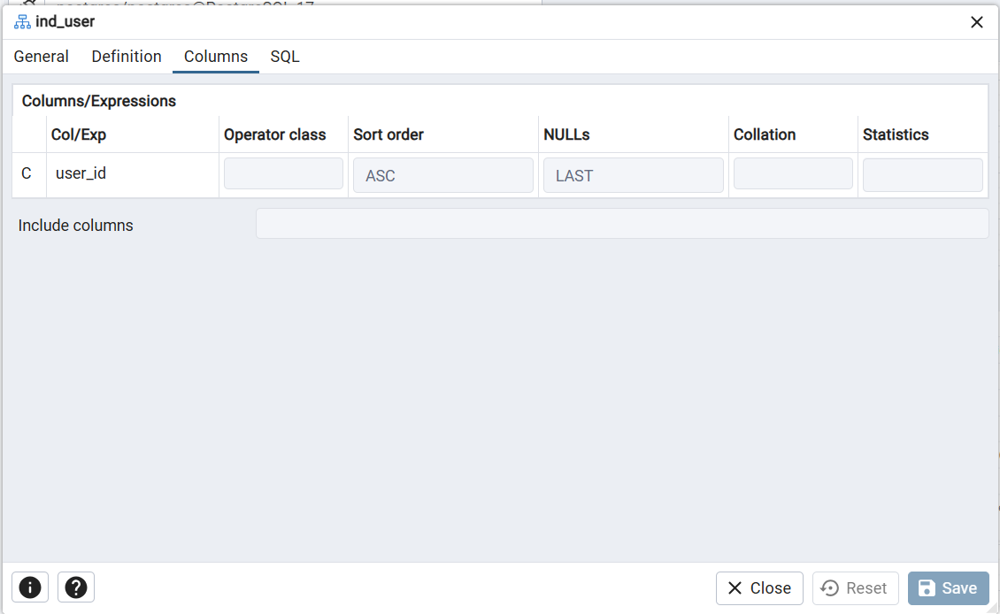 ind_user
General Definition Columns SQL
Columns/Expressions
Col/Exp Operator class Sort order NULLs Collation Statistics
C user_id ASC LAST
Include columns
Close Reset Save